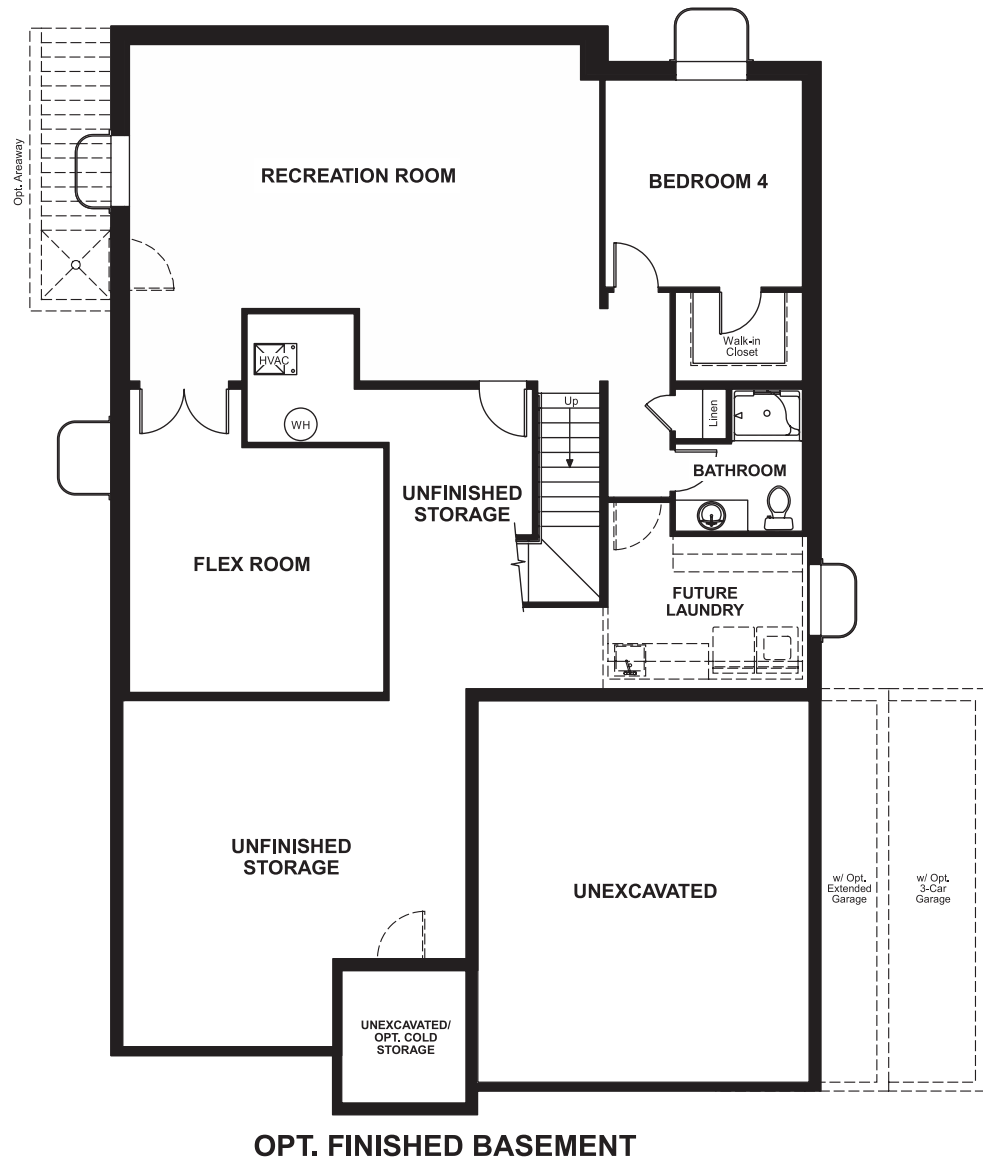 Opt. Areaway
RECREATION ROOM
BEDROOM 4
HVAC
Walk-in
Closet
WH
Up
Linen
BATHROOM
UNFINISHED
STORAGE
FLEX ROOM
FUTURE
LAUNDRY
UNFINISHED
STORAGE
UNEXCAVATED
w/ Opt.
Extended
Garage
w/ Opt.
3-Car
Garage
UNEXCAVATED/
OPT. COLD
STORAGE
OPT. FINISHED BASEMENT